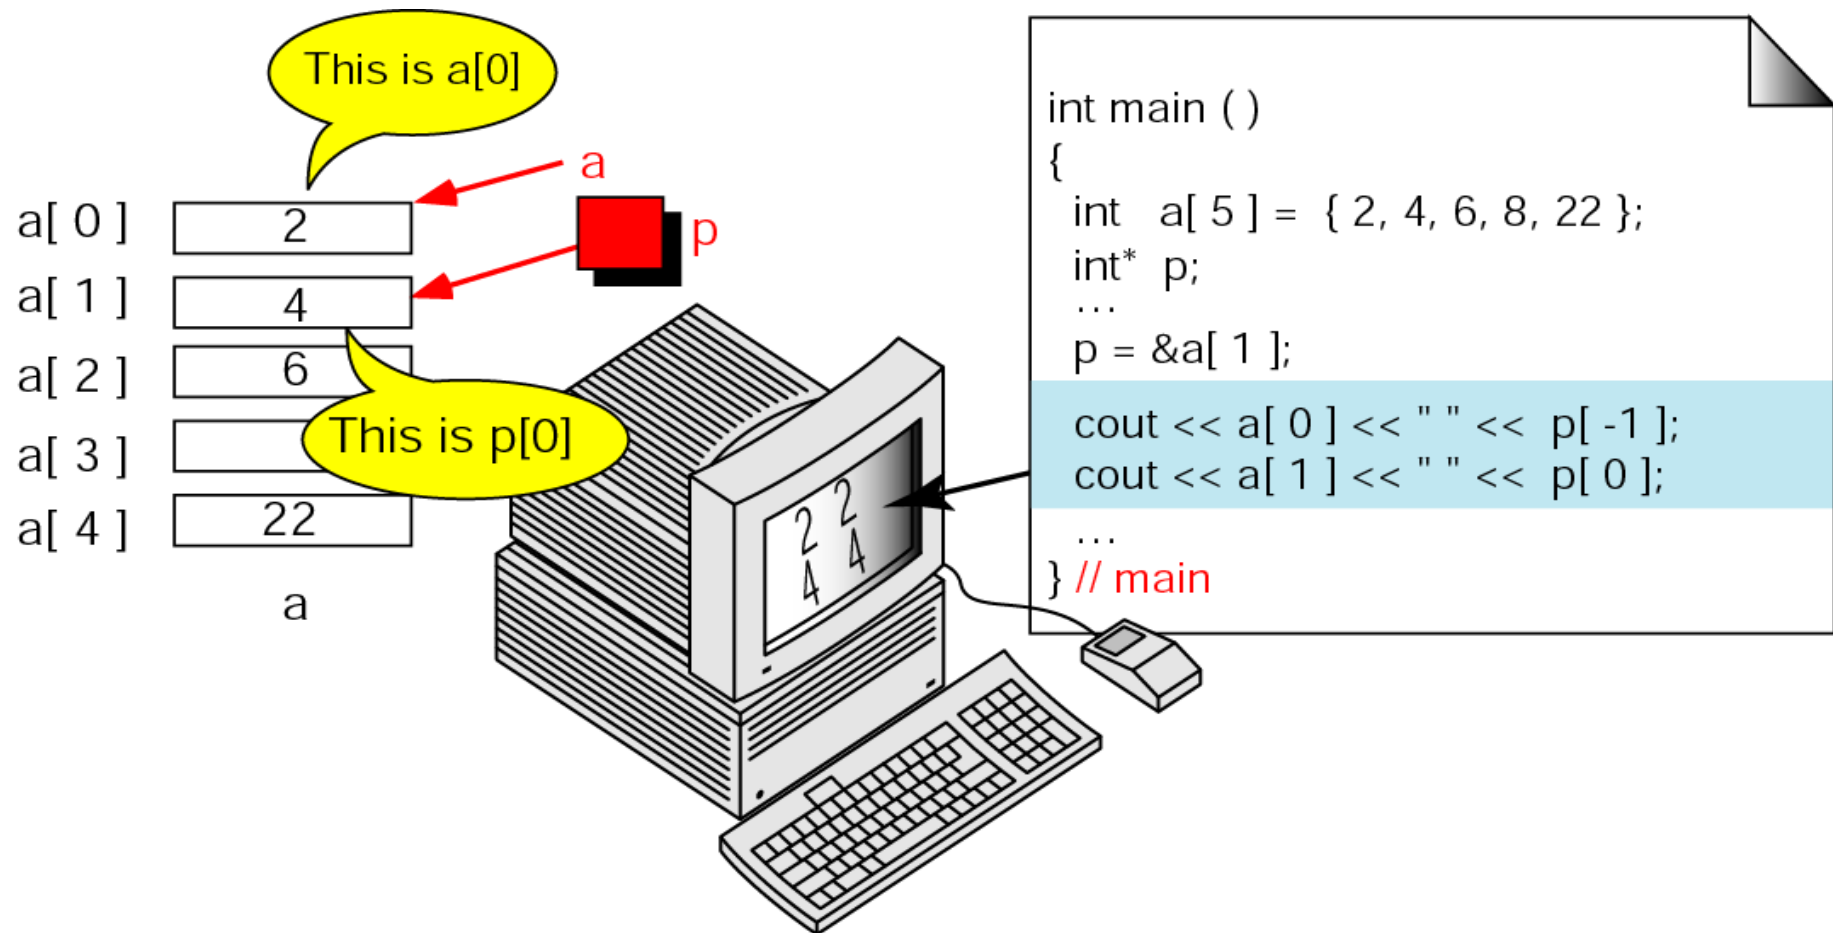 This is a[0]
a
p
a[ 0 ] 2
a[ 1 ] 4
a[ 2 ] 6
This is p[0]
a[ 3 ]
a[ 4 ] 22
a
2 2
4 4
int main ( )
{
int a[ 5 ] = { 2, 4, 6, 8, 22 };
int* p;
...
p = &a[ 1 ];
cout << a[ 0 ] << " " << p[ -1 ];
cout << a[ 1 ] << " " << p[ 0 ];
...
} // main